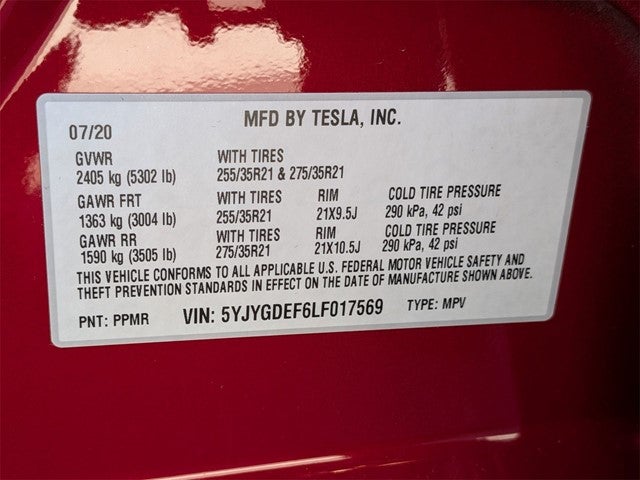 MFD BY TESLA, INC.
07/20
GVWR WITH TIRES
2405 kg (5302 lb) 255/35R21 & 275/35R21
GAWR FRT WITH TIRES RIM COLD TIRE PRESSURE
1363 kg (3004 lb) 255/35R21 21X9.5J 290 kPa, 42 psi
GAWR RR WITH TIRES RIM COLD TIRE PRESSURE
1590 kg (3505 lb) 275/35R21 21X10.5J 290 kPa, 42 psi
THIS VEHICLE CONFORMS TO ALL APPLICABLE U.S. FEDERAL MOTOR VEHICLE SAFETY AND
THEFT PREVENTION STANDARDS IN EFFECT ON THE DATE OF MANUFACTURE SHOWN ABOVE.
PNT: PPMR VIN: 5YJYGDEF6LF017569 TYPE: MPV